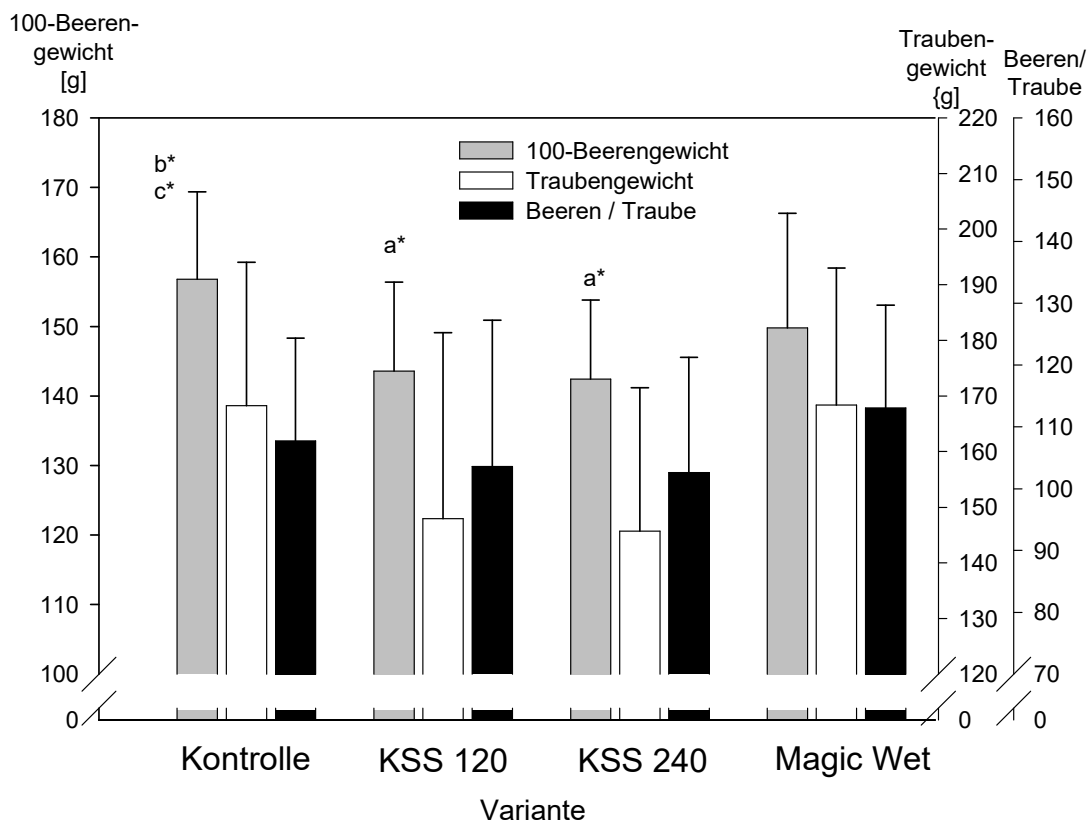 100-Beeren-
gewicht
[g]
Trauben-
gewicht
{g]
Beeren/
Traube
180
170
160
150
140
130
120
110
100
0
220
210
200
190
180
170
160
150
140
130
120
0
160
150
140
130
120
110
100
90
80
70
0
100-Beerengewicht
Traubengewicht
Beeren / Traube
b*
c*
a*
a*
Kontrolle
KSS 120
KSS 240
Magic Wet
Variante